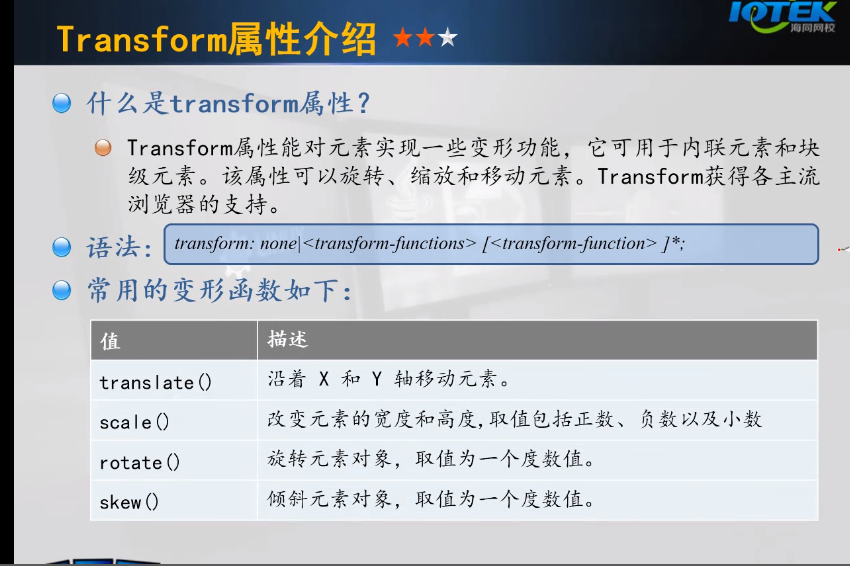 Transform属性介绍
IOTEK
海同网校
什么是transform属性?
Transform属性能对元素实现一些变形功能，它可用于内联元素和块
级元素。该属性可以旋转、缩放和移动元素。Transform获得各主流
浏览器的支持。
语法: transform: none|<transform-functions> [<transform-function> ]*;
常用的变形函数如下:
值 描述
translate() 沿着 X 和 Y 轴移动元素。
scale() 改变元素的宽度和高度,取值包括正数、负数以及小数
rotate() 旋转元素对象，取值为一个度数值。
skew() 倾斜元素对象，取值为一个度数值。